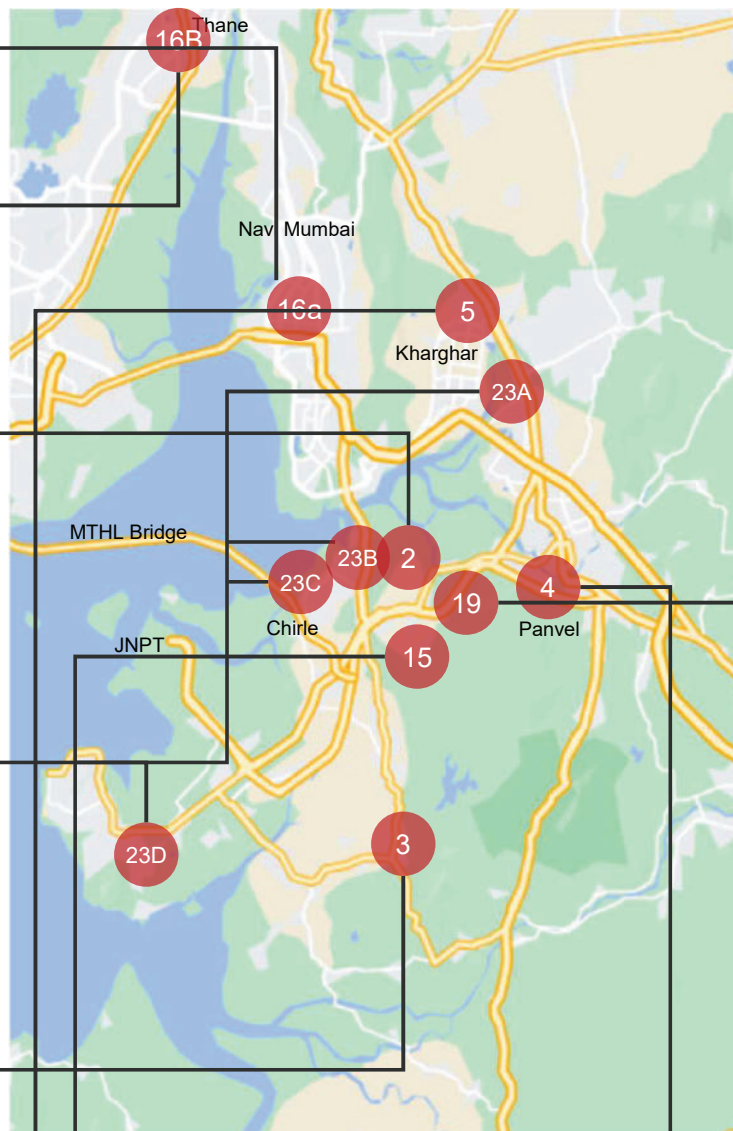 Thane
16B
Nav Mumbai
16a
5
Kharghar
23A
MTHL Bridge
23B
2
23C
4
19
Chirle
Panvel
JNPT
15
3
23D